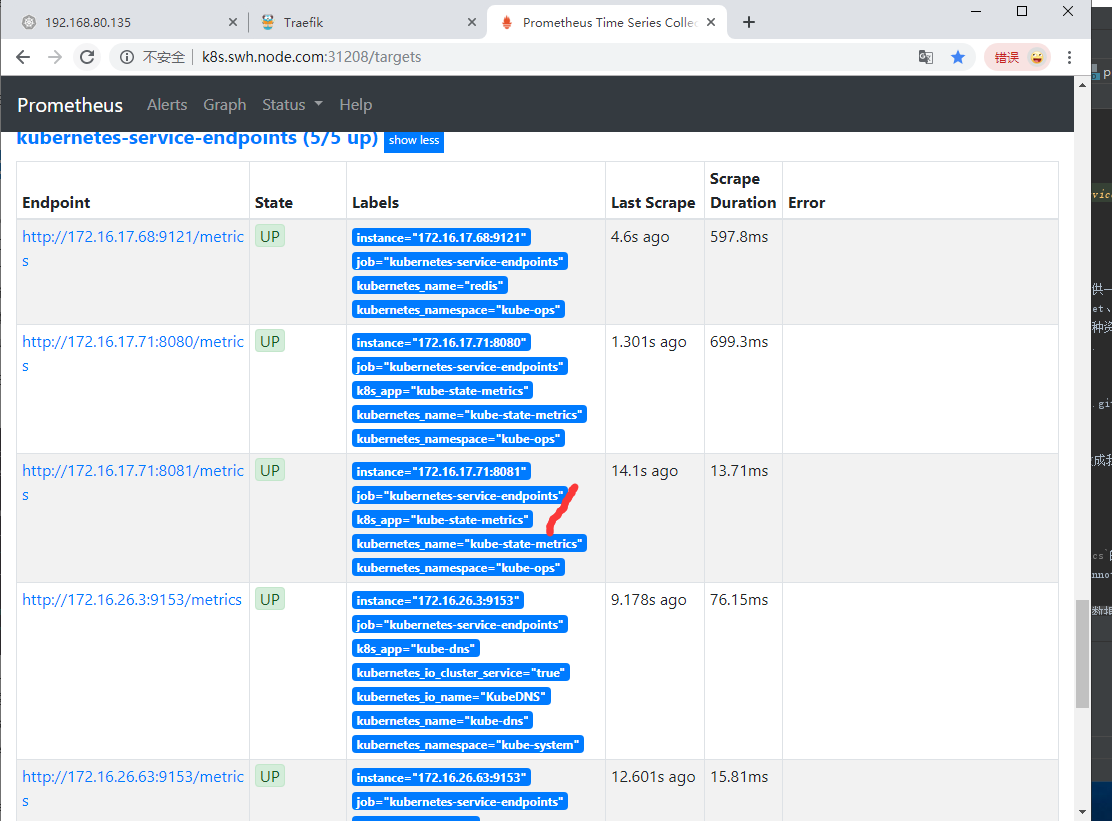 192.168.80.135
Traefik
Prometheus Time Series Collec
不安全
k8s.swh.node.com:31208/targets
错误
Prometheus
Alerts
Graph
Status
Help
kubernetes-service-endpoints (5/5 up)
show less
Endpoint
State
Labels
Last Scrape
Scrape
Duration
Error
http://172.16.17.68:9121/metric
s
UP
instance="172.16.17.68:9121"
job="kubernetes-service-endpoints"
kubernetes_name="redis"
kubernetes_namespace="kube-ops"
4.6s ago
597.8ms
http://172.16.17.71:8080/metric
s
UP
instance="172.16.17.71:8080"
job="kubernetes-service-endpoints"
k8s_app="kube-state-metrics"
kubernetes_name="kube-state-metrics"
kubernetes_namespace="kube-ops"
1.301s ago
699.3ms
http://172.16.17.71:8081/metric
s
UP
instance="172.16.17.71:8081"
job="kubernetes-service-endpoints"
k8s_app="kube-state-metrics"
kubernetes_name="kube-state-metrics"
kubernetes_namespace="kube-ops"
14.1s ago
13.71ms
http://172.16.26.3:9153/metrics
UP
instance="172.16.26.3:9153"
job="kubernetes-service-endpoints"
k8s_app="kube-dns"
kubernetes_io_cluster_service="true"
kubernetes_io_name="KubeDNS"
kubernetes_name="kube-dns"
kubernetes_namespace="kube-system"
9.178s ago
76.15ms
http://172.16.26.63:9153/metric
s
UP
instance="172.16.26.63:9153"
job="kubernetes-service-endpoints"
12.601s ago
15.81ms